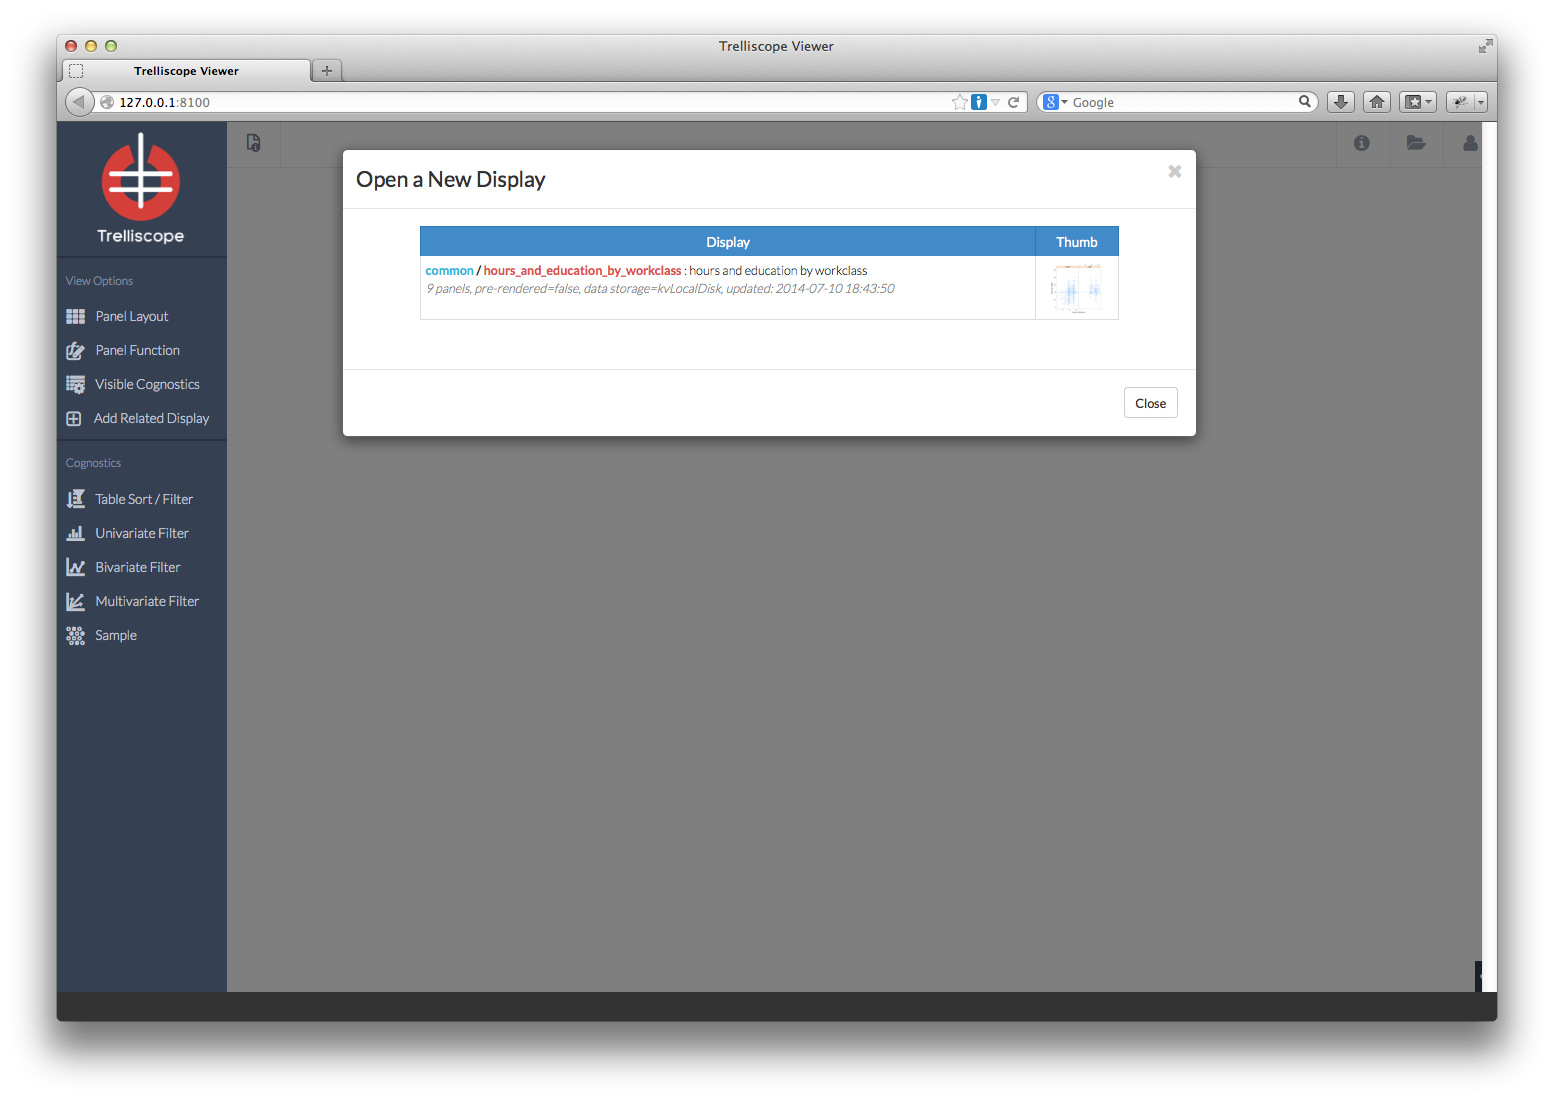 Trelliscope Viewer
Trelliscope Viewer
127.0.0.1:8100
8 Google
Trelliscope
View Options
Panel Layout
Panel Function
Visible Cognostics
Add Related Display
Cognostics
Table Sort / Filter
Univariate Filter
Bivariate Filter
Multivariate Filter
Sample
Open a New Display
Display Thumb
common / hours_and_education_by_workclass : hours and education by workclass
9 panels, pre-rendered=false, data storage=kvLocalDisk, updated: 2014-07-10 18:43:50
Close